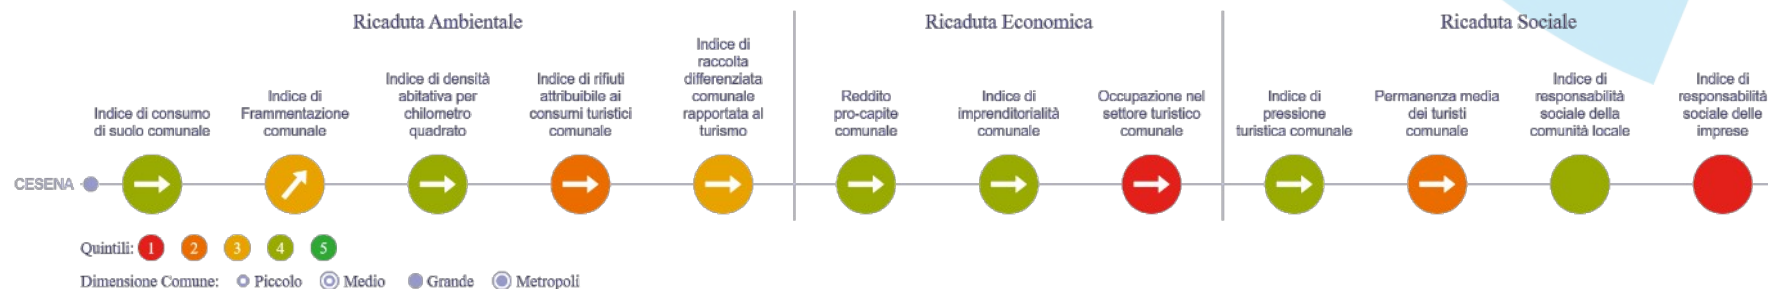 Ricaduta Ambientale
Indice di consumo
di suolo comunale
Indice di
Frammentazione
comunale
Indice di densità
abitativa per
chilometro
quadrato
Indice di rifiuti
attribuibile ai
consumi turistici
comunale
Indice di
raccolta
differenziata
comunale
rapportata al
turismo
Ricaduta Economica
Reddito
pro-capite
comunale
Indice di
imprenditorialità
comunale
Occupazione nel
settore turistico
comunale
Ricaduta Sociale
Indice di
pressione
turistica comunale
Permanenza media
dei turisti
comunale
Indice di
responsabilità
sociale della
comunità locale
Indice di
responsabilità
sociale delle
imprese
CESENA
Quintili: 1 2 3 4 5
Dimensione Comune: Piccolo Medio Grande Metropoli